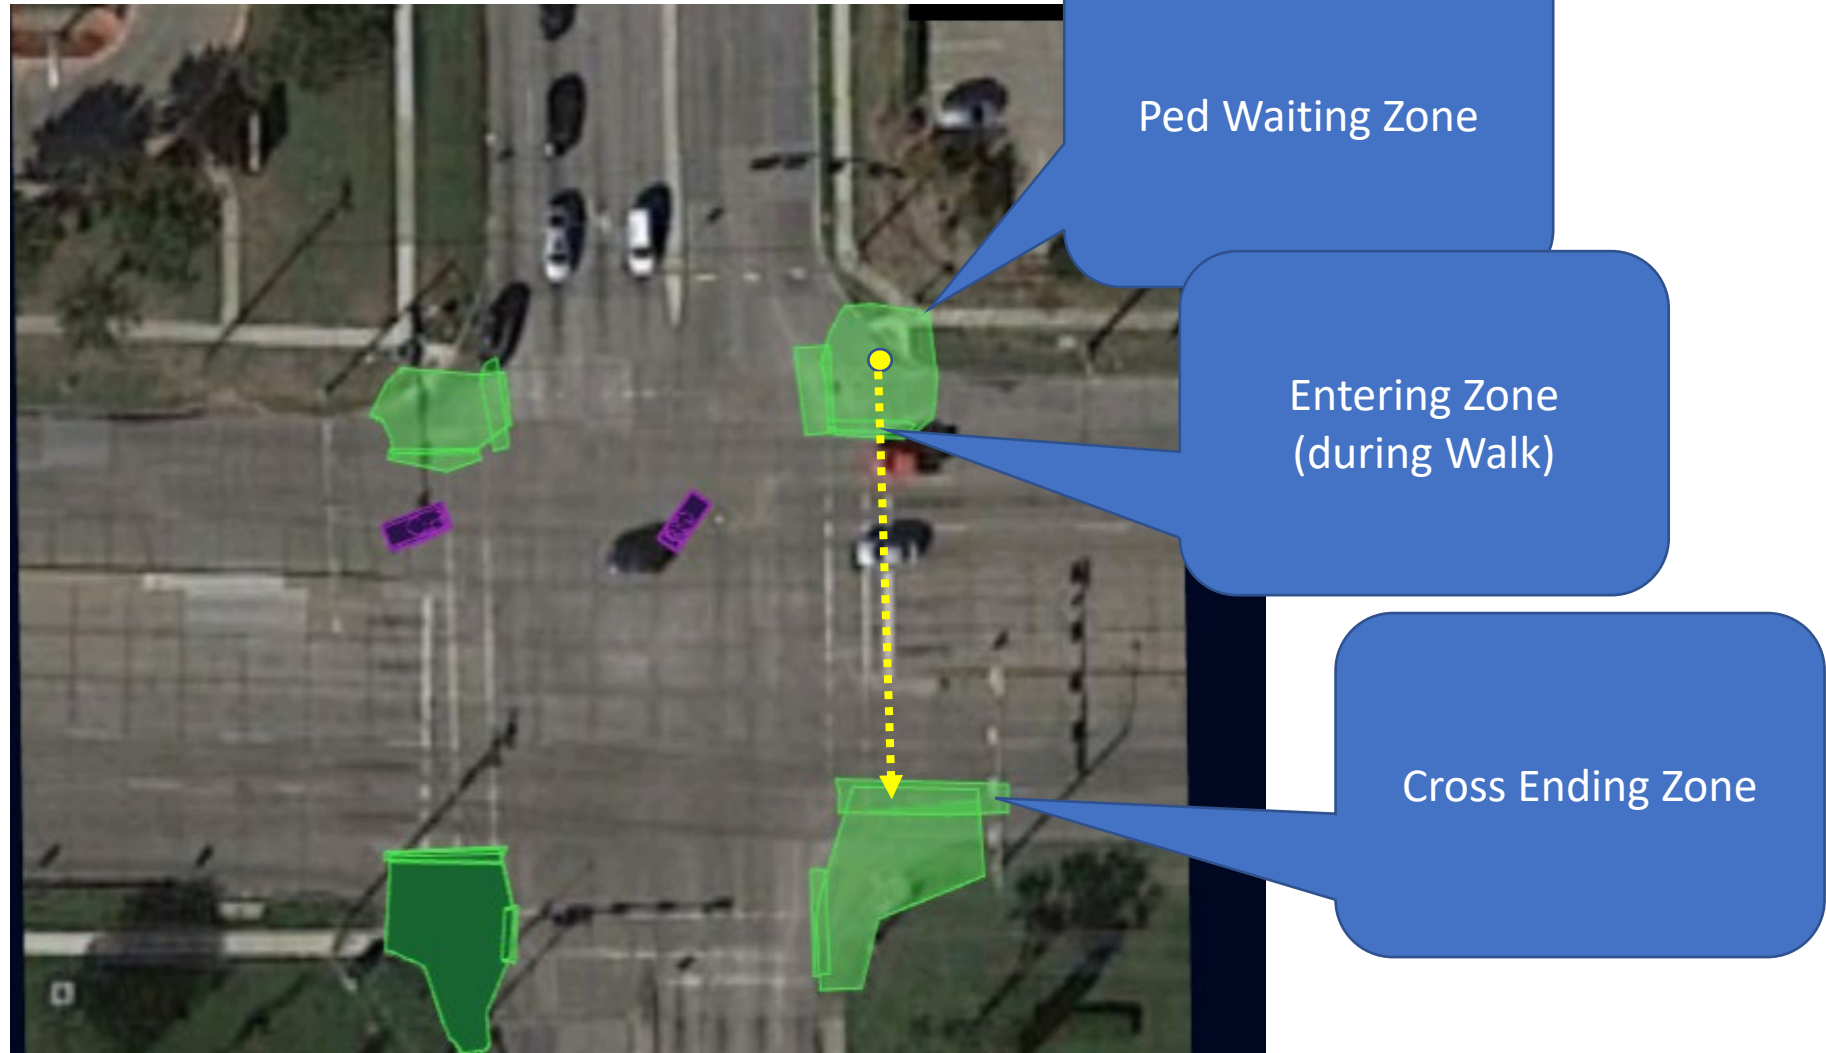 Ped Waiting Zone
Entering Zone
(during Walk)
Cross Ending Zone